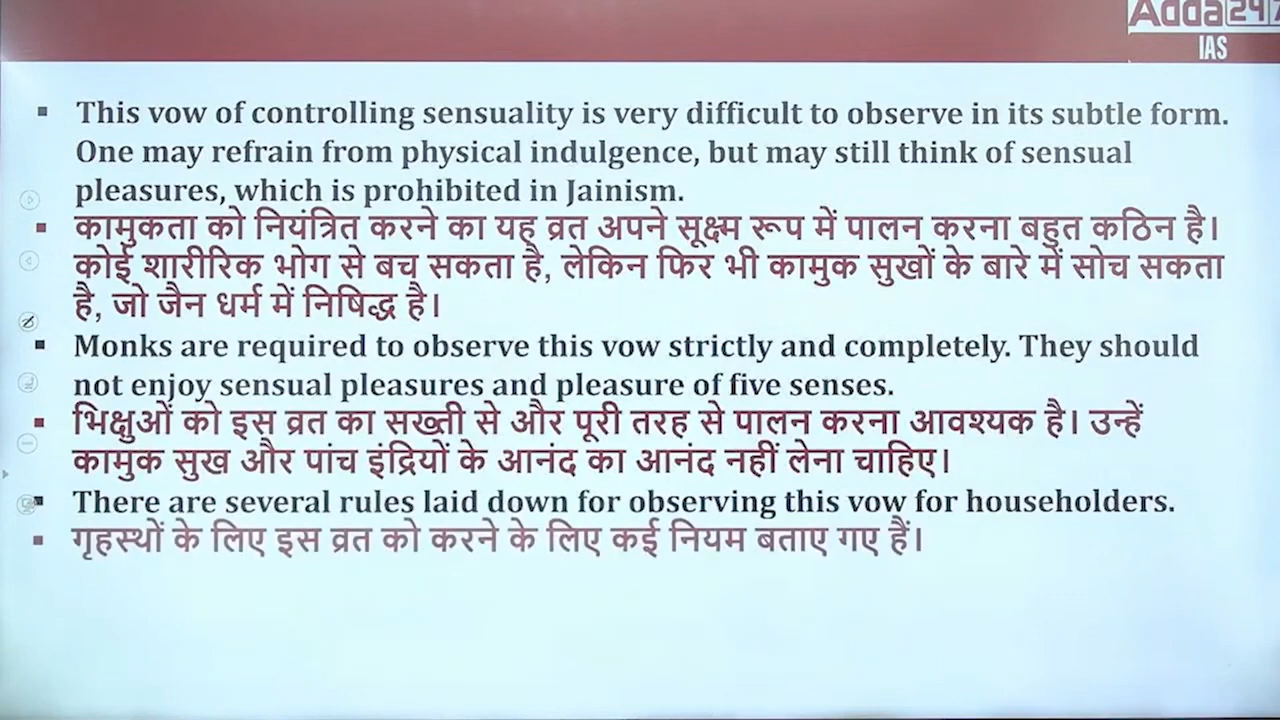 Adda247
IAS
▪ This vow of controlling sensuality is very difficult to observe in its subtle form.
One may refrain from physical indulgence, but may still think of sensual
pleasures, which is prohibited in Jainism.
▪ कामुकता को नियंत्रित करने का यह व्रत अपने सूक्ष्म रूप में पालन करना बहुत कठिन है।
कोई शारीरिक भोग से बच सकता है, लेकिन फिर भी कामुक सुखों के बारे में सोच सकता
है, जो जैन धर्म में निषिद्ध है।
▪ Monks are required to observe this vow strictly and completely. They should
not enjoy sensual pleasures and pleasure of five senses.
▪ भिक्षुओं को इस व्रत का सख्ती से और पूरी तरह से पालन करना आवश्यक है। उन्हें
कामुक सुख और पांच इंद्रियों के आनंद का आनंद नहीं लेना चाहिए।
▪ There are several rules laid down for observing this vow for householders.
▪ गृहस्थों के लिए इस व्रत को करने के लिए कई नियम बताए गए हैं।